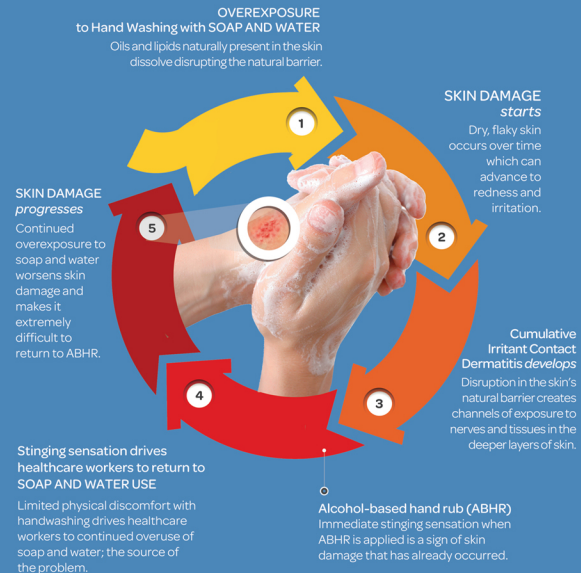 OVEREXPOSURE
to Hand Washing with SOAP AND WATER
Oils and lipids naturally present in the skin
dissolve disrupting the natural barrier.
1
SKIN DAMAGE
starts
Dry, flaky skin
occurs over time
which can
advance to
redness and
irritation.
2
Cumulative
Irritant Contact
Dermatitis develops
Disruption in the skin's
natural barrier creates
channels of exposure to
nerves and tissues in the
deeper layers of skin.
3
Alcohol-based hand rub (ABHR)
Immediate stinging sensation when
ABHR is applied is a sign of skin
damage that has already occurred.
4
Stinging sensation drives
healthcare workers to return to
SOAP AND WATER USE
Limited physical discomfort with
handwashing drives healthcare
workers to continued overuse of
soap and water; the source of
the problem.
5
SKIN DAMAGE
progresses
Continued
overexposure to
soap and water
worsens skin
damage and
makes it
extremely
difficult to
return to ABHR.